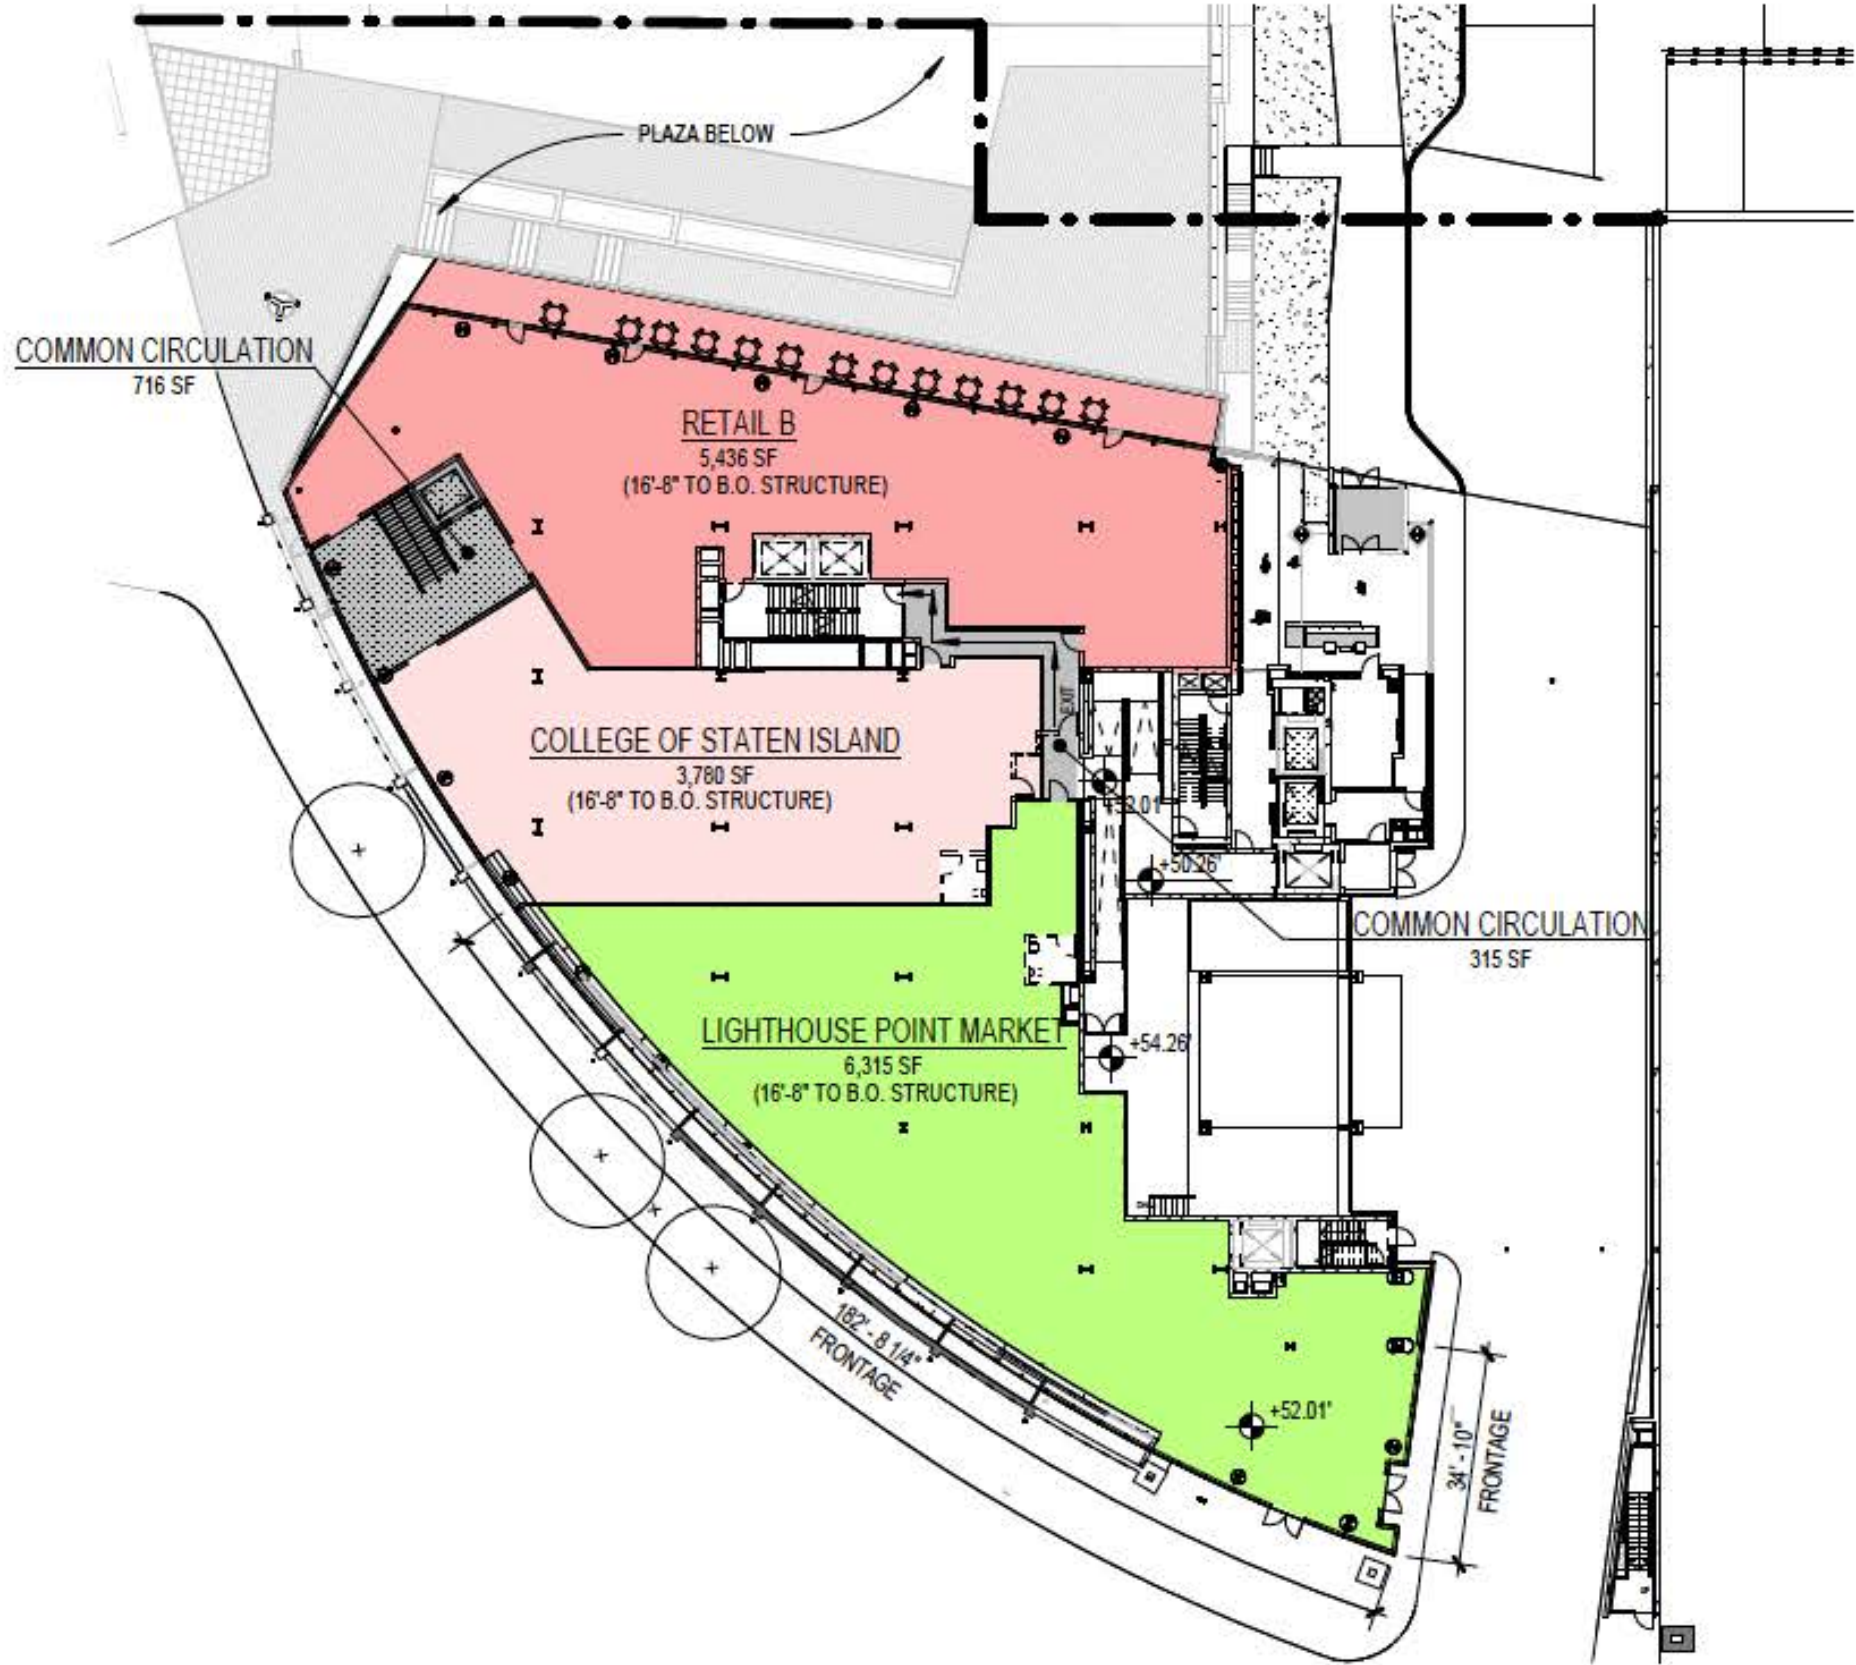 PLAZA BELOW
COMMON CIRCULATION
716 SF
RETAIL B
5,436 SF
(16'-8" TO B.O. STRUCTURE)
EXIT
COLLEGE OF STATEN ISLAND
3,780 SF
(16'-8" TO B.O. STRUCTURE)
+52.01'
+50.26'
COMMON CIRCULATION
315 SF
LIGHTHOUSE POINT MARKET
6,315 SF
(16'-8" TO B.O. STRUCTURE)
+54.26'
182' - 8 1/4"
FRONTAGE
+52.01'
34' - 10"
FRONTAGE